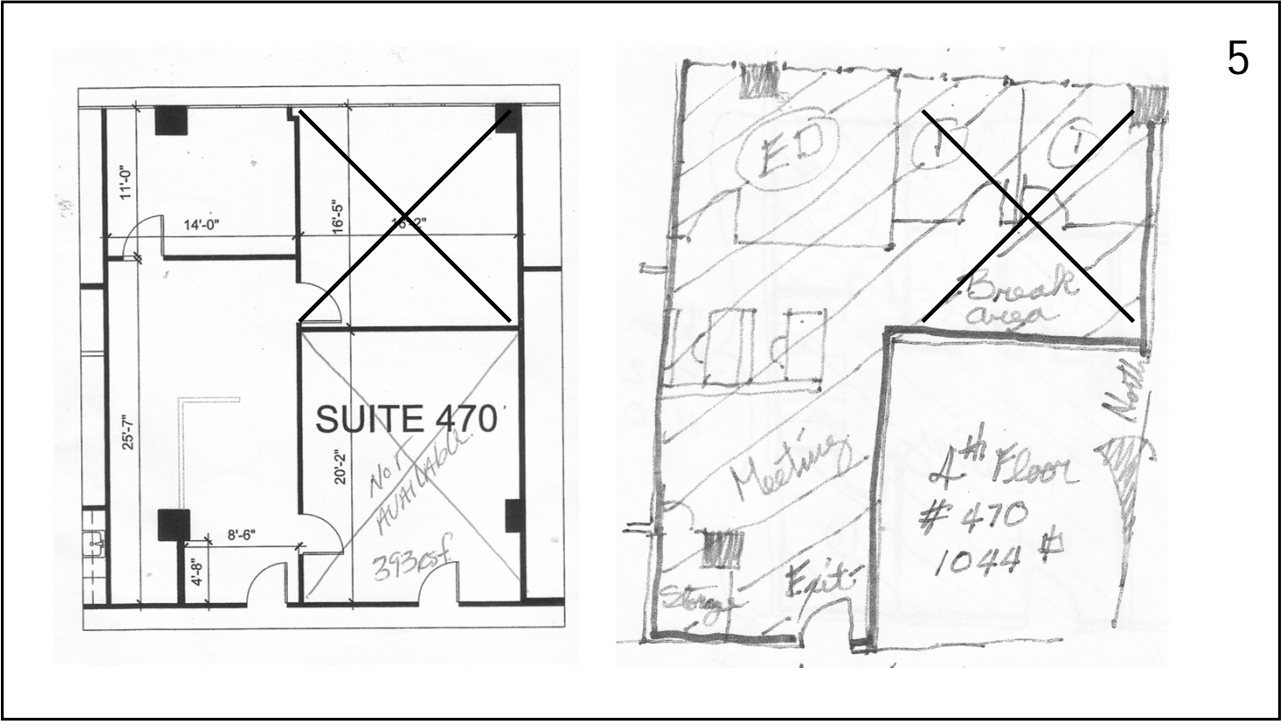 5
11'-0"
14'-0"
16'-5"
SUITE 470
NOT
AVAILABLE
25'-7"
20'-2"
8'-6"
4'-8"
393 sf
ED
T
T
Break
area
North
Meeting
4th Floor
# 470
1044 #
Storage
Exit